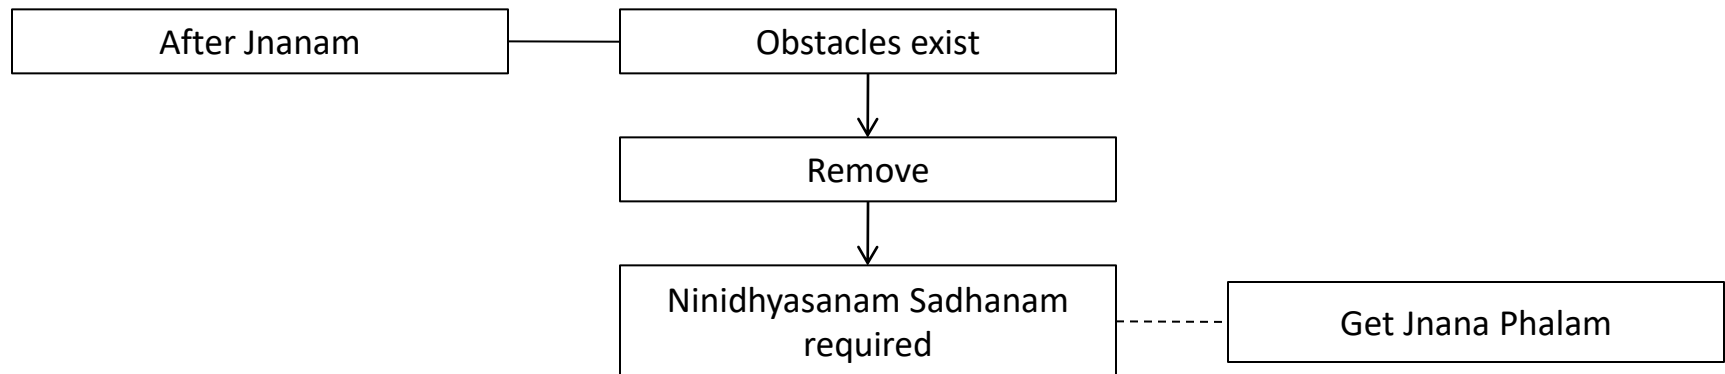 After Jnanam
Obstacles exist
Remove
Ninidhyasanam Sadhanam
required
Get Jnana Phalam